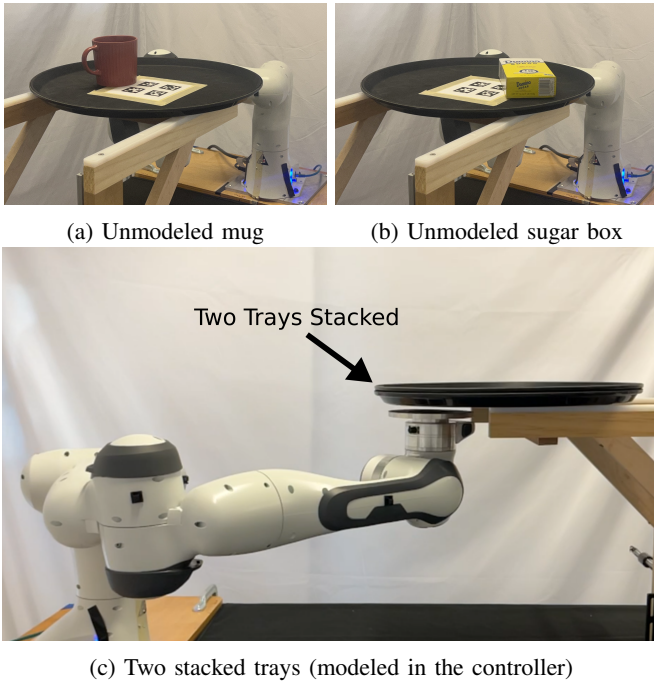 (a) Unmodeled mug
(b) Unmodeled sugar box
Two Trays Stacked
(c) Two stacked trays (modeled in the controller)